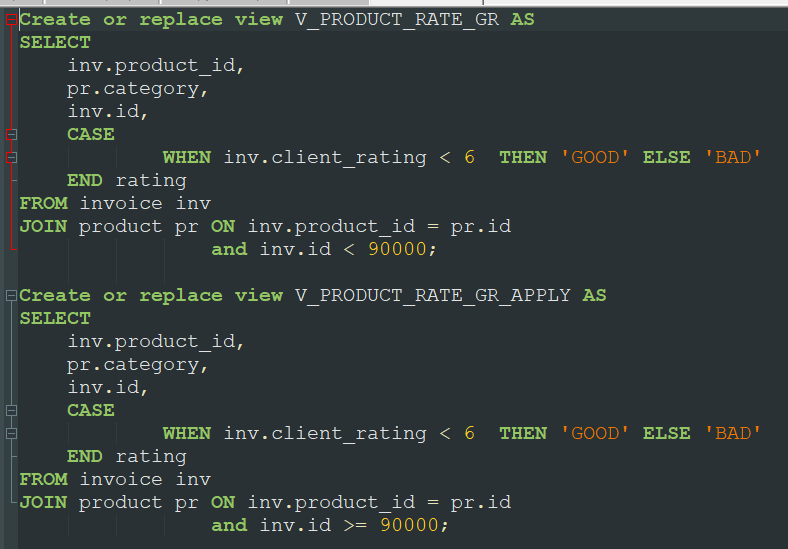 Create or replace view V_PRODUCT_RATE_GR AS
SELECT
    inv.product_id,
    pr.category,
    inv.id,
    CASE
            WHEN inv.client_rating < 6  THEN 'GOOD' ELSE 'BAD'
    END rating
FROM invoice inv
JOIN product pr ON inv.product_id = pr.id
                and inv.id < 90000;

Create or replace view V_PRODUCT_RATE_GR_APPLY AS
SELECT
    inv.product_id,
    pr.category,
    inv.id,
    CASE
            WHEN inv.client_rating < 6  THEN 'GOOD' ELSE 'BAD'
    END rating
FROM invoice inv
JOIN product pr ON inv.product_id = pr.id
                and inv.id >= 90000;